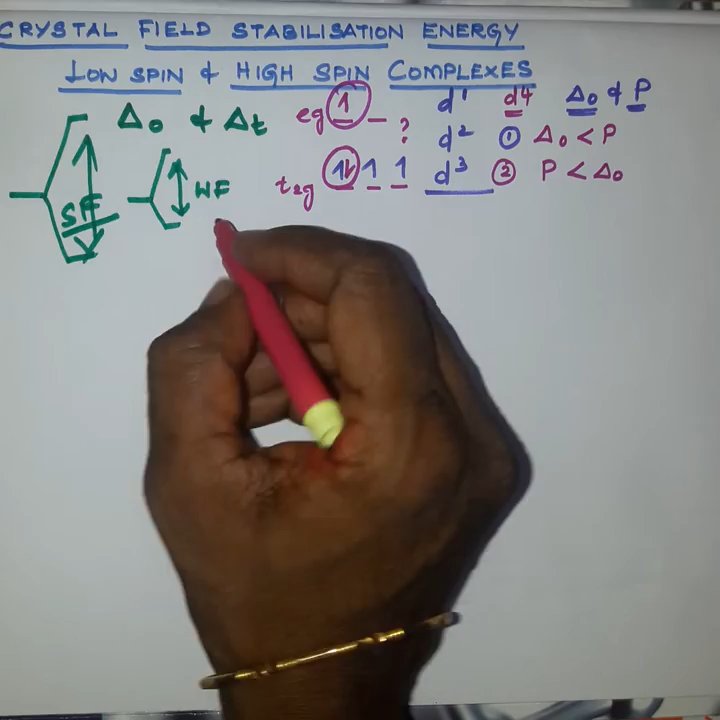 CRYSTAL FIELD STABILISATION ENERGY
LOW SPIN & HIGH SPIN COMPLEXES
Δo & Δt
SF
WF
eg 1 _ ?
t2g 1↓ 1 1
d¹
d²
d³
d4
Δo & P
① Δo < P
② P < Δo